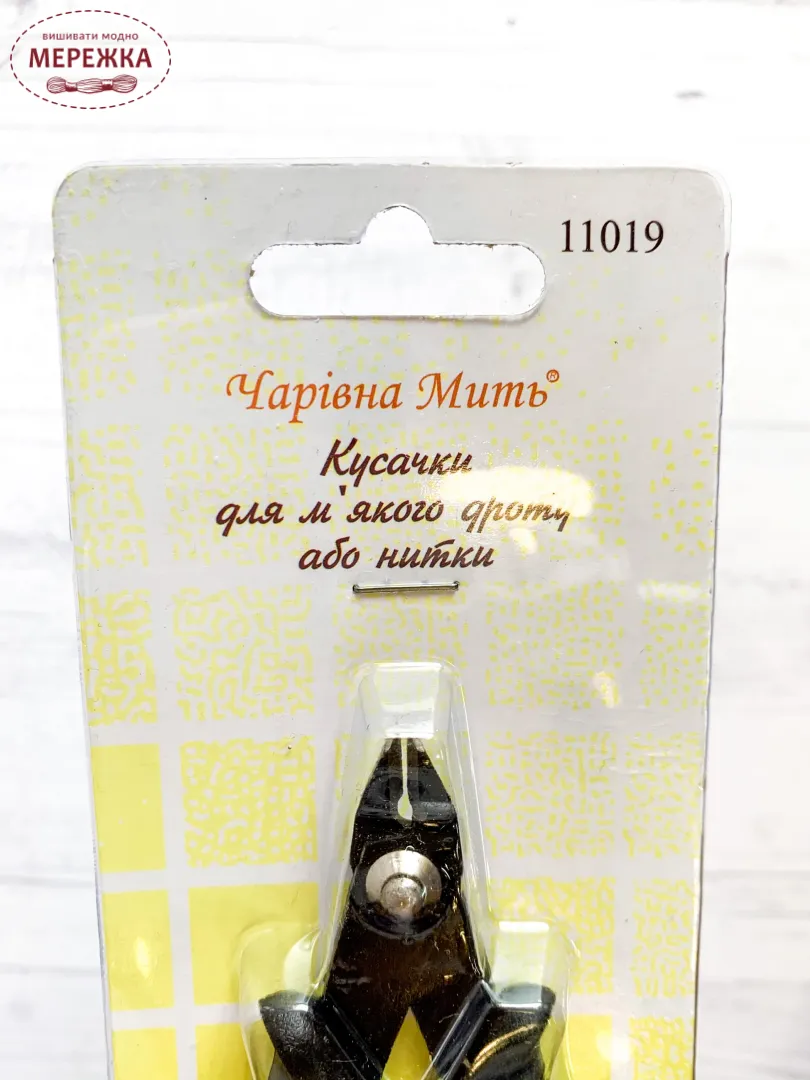 вишивати модно
МЕРЕЖКА
11019
Чарівна Мить®
Кусачки
для м'якого дроту
або нитки